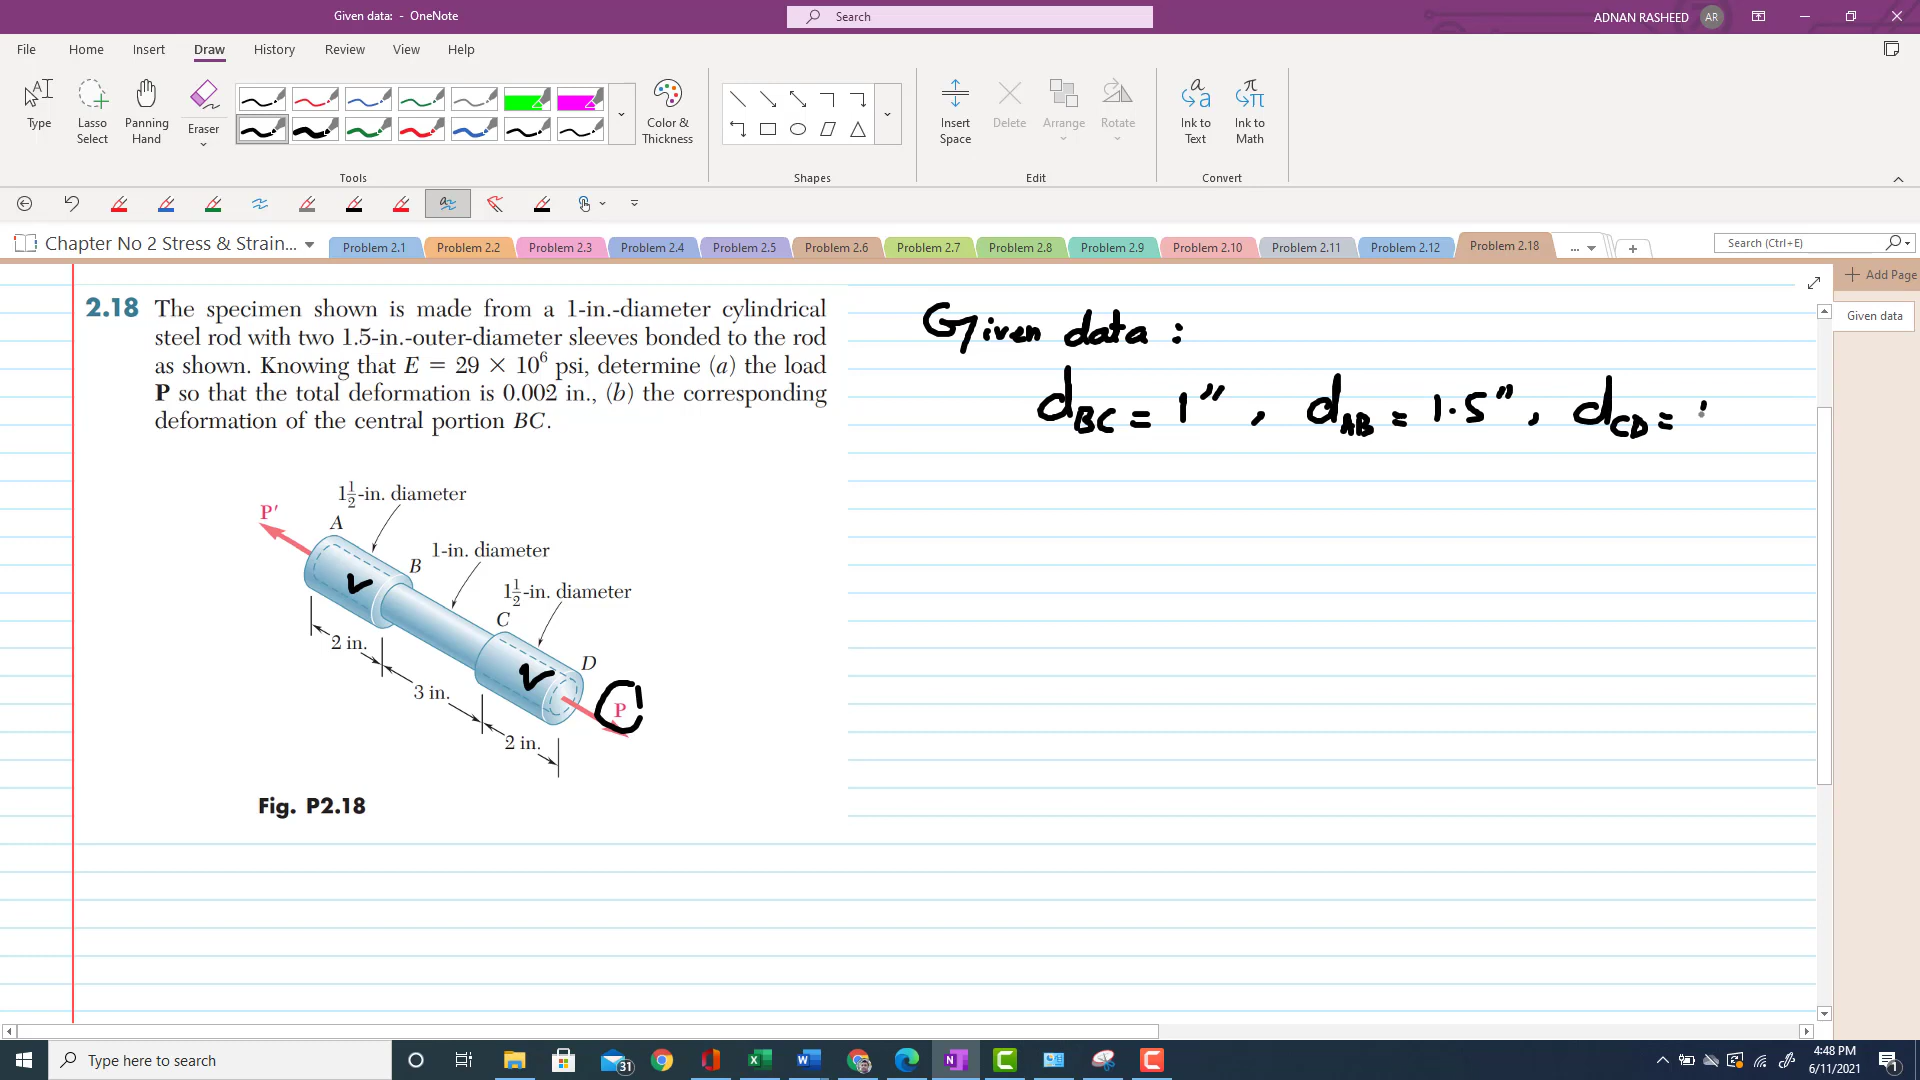 Given data: - OneNote
Search
ADNAN RASHEED AR
File Home Insert Draw History Review View Help
Type
Lasso Select
Panning Hand
Eraser
Color & Thickness
Insert Space
Delete
Arrange
Rotate
Ink to Text
Ink to Math
Tools
Shapes
Edit
Convert
Chapter No 2 Stress & Strain...
Problem 2.1 Problem 2.2 Problem 2.3 Problem 2.4 Problem 2.5 Problem 2.6 Problem 2.7 Problem 2.8 Problem 2.9 Problem 2.10 Problem 2.11 Problem 2.12 Problem 2.18 ...
Search (Ctrl+E)
Add Page
Given data
2.18 The specimen shown is made from a 1-in.-diameter cylindrical
steel rod with two 1.5-in.-outer-diameter sleeves bonded to the rod
as shown. Knowing that E = 29 × 10⁶ psi, determine (a) the load
P so that the total deformation is 0.002 in., (b) the corresponding
deformation of the central portion BC.
Given data :
d_BC = 1", d_AB = 1.5", d_CD =
1½-in. diameter
P'
A
1-in. diameter
B
1½-in. diameter
C
2 in.
D
3 in.
P
2 in.
Fig. P2.18
Type here to search
31
4:48 PM
6/11/2021
1